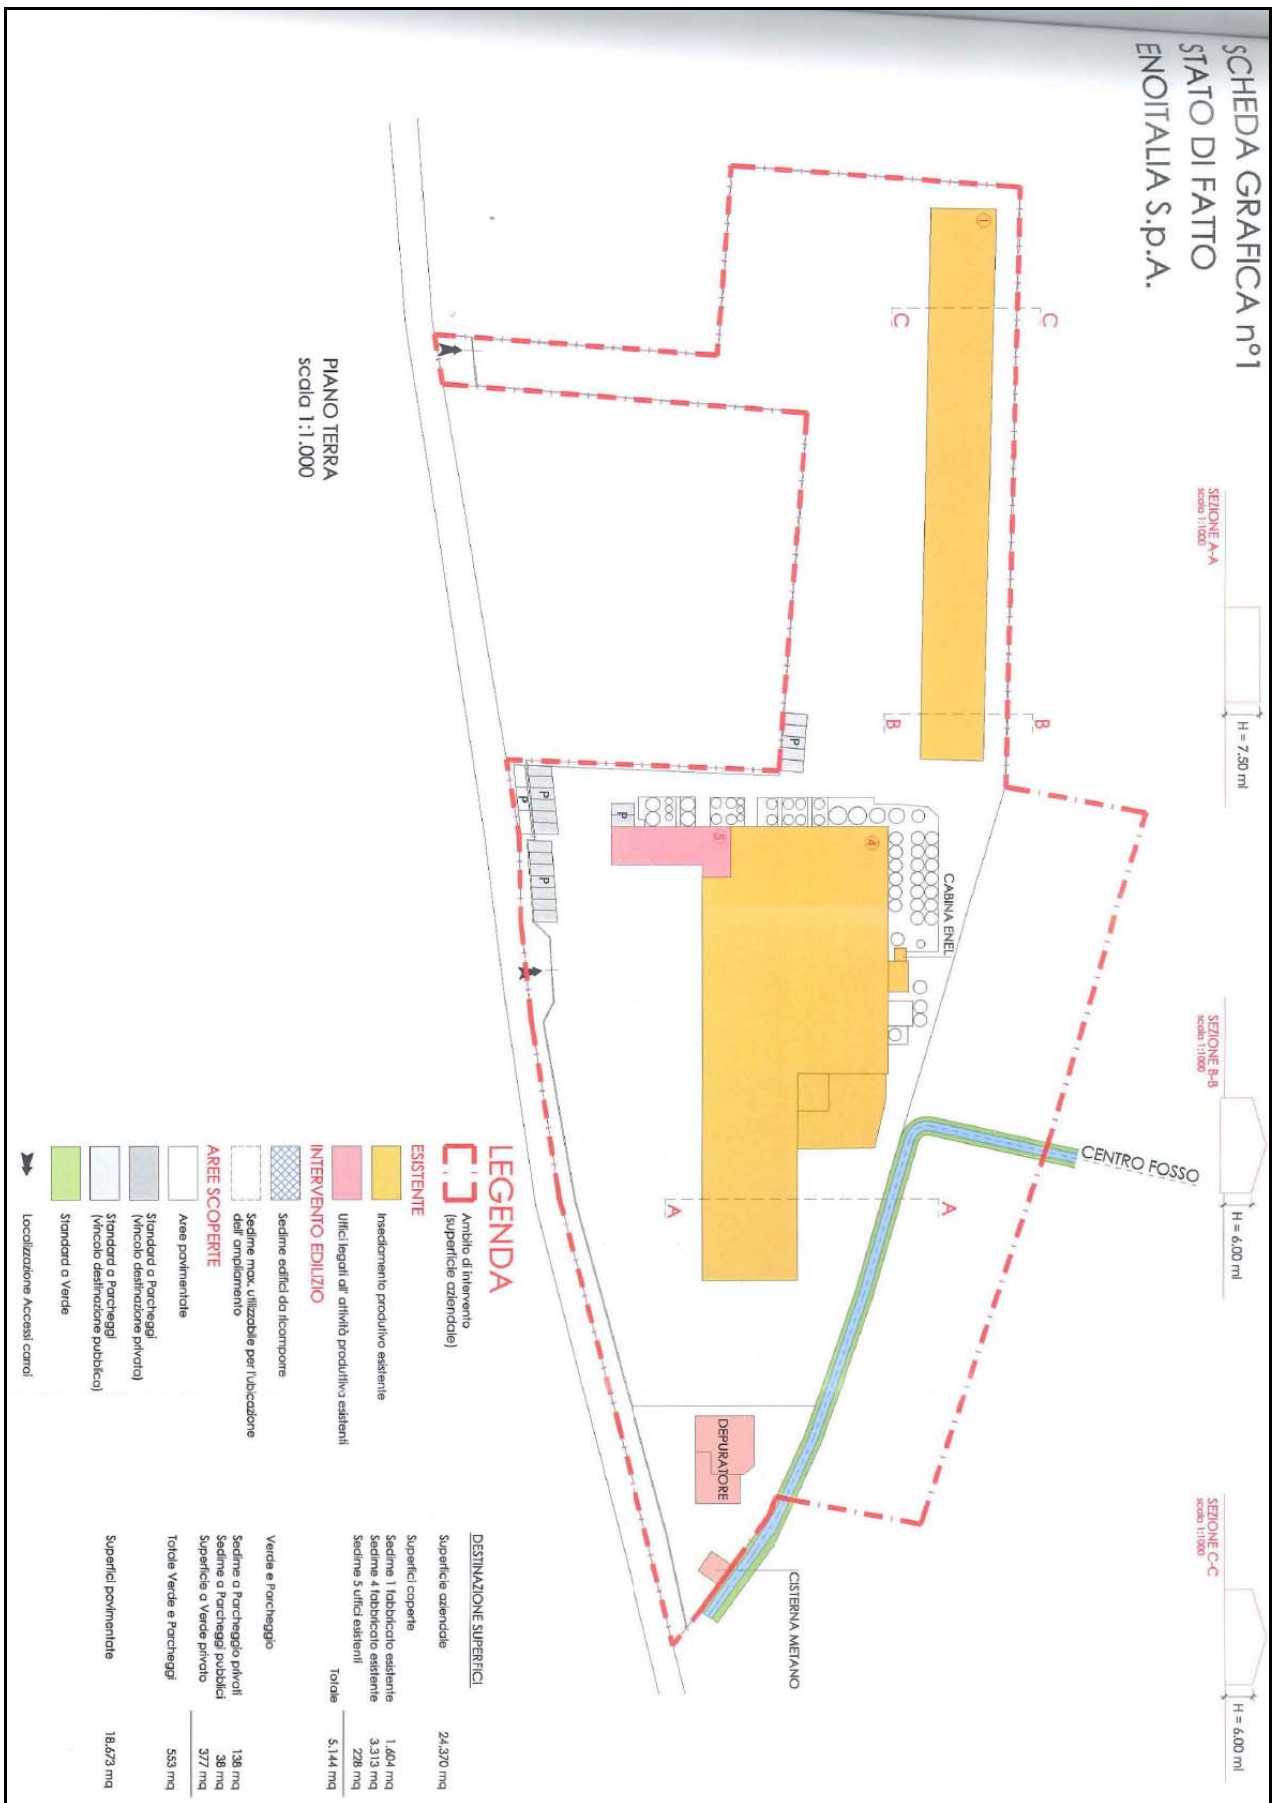 SCHEDA GRAFICA n°1
STATO DI FATTO
ENOITALIA S.p.A.
SEZIONE A-A
scala 1:1000
H = 7.50 ml
SEZIONE B-B
scala 1:1000
H = 6.00 ml
SEZIONE C-C
scala 1:1000
H = 6.00 ml
1
C
C
B
B
P
P
P
P
P
5
4
CABINA ENEL
A
A
CENTRO FOSSO
DEPURATORE
CISTERNA METANO
PIANO TERRA
scala 1:1.000
LEGENDA
Ambito di intervento
(superficie aziendale)
ESISTENTE
Insediamento produttivo esistente
Uffici legati all' attività produttiva esistenti
INTERVENTO EDILIZIO
Sedime edifici da ricomporre
Sedime max. utilizzabile per l'ubicazione
dell' ampliamento
AREE SCOPERTE
Aree pavimentate
Standard a Parcheggi
(vincolo destinazione privata)
Standard a Parcheggi
(vincolo destinazione pubblica)
Standard a Verde
Localizzazione Accessi carrai
DESTINAZIONE SUPERFICI
Superficie aziendale 24.370 mq
Superfici coperte
Sedime 1 fabbricato esistente 1.604 mq
Sedime 4 fabbricato esistente 3.313 mq
Sedime 5 uffici esistenti 228 mq
Totale 5.144 mq
Verde e Parcheggio
Sedime a Parcheggio privati 138 mq
Sedime a Parcheggi pubblici 38 mq
Superficie a Verde privato 377 mq
Totale Verde e Parcheggi 553 mq
Superfici pavimentate 18.673 mq